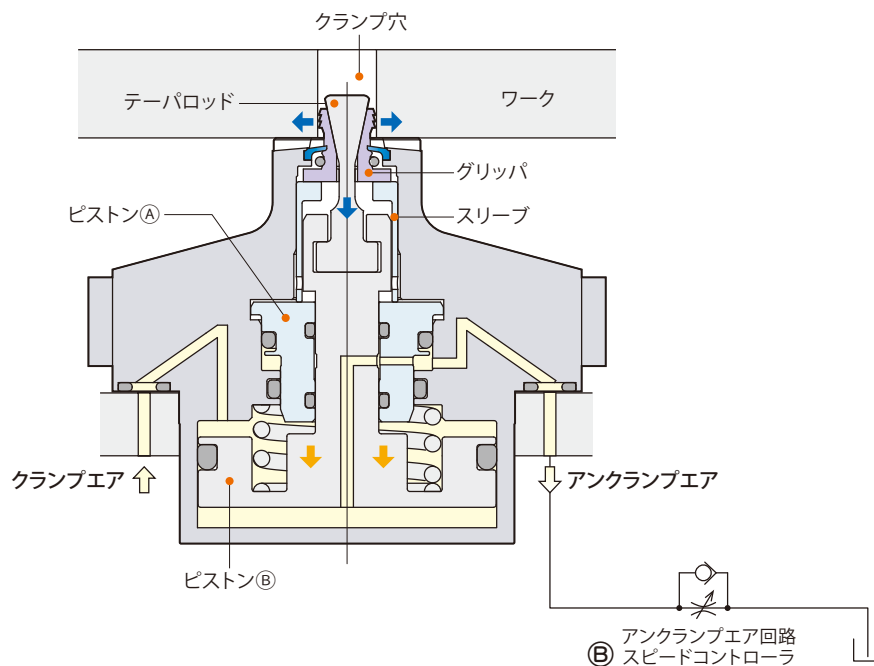 クランプ穴
テーパロッド
ワーク
グリッパ
ピストンⒶ
スリーブ
クランプエア
アンクランプエア
ピストンⒷ
Ⓑ アンクランプエア回路
スピードコントローラ